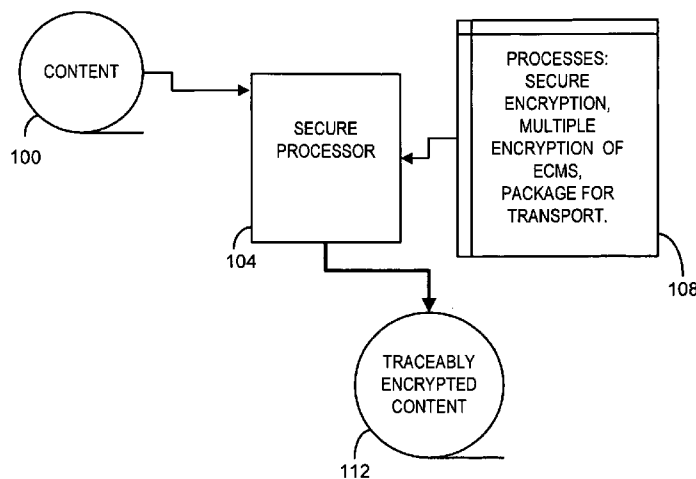 CONTENT
100
SECURE
PROCESSOR
104
PROCESSES:
SECURE
ENCRYPTION,
MULTIPLE
ENCRYPTION OF
ECMS,
PACKAGE FOR
TRANSPORT.
108
TRACEABLY
ENCRYPTED
CONTENT
112